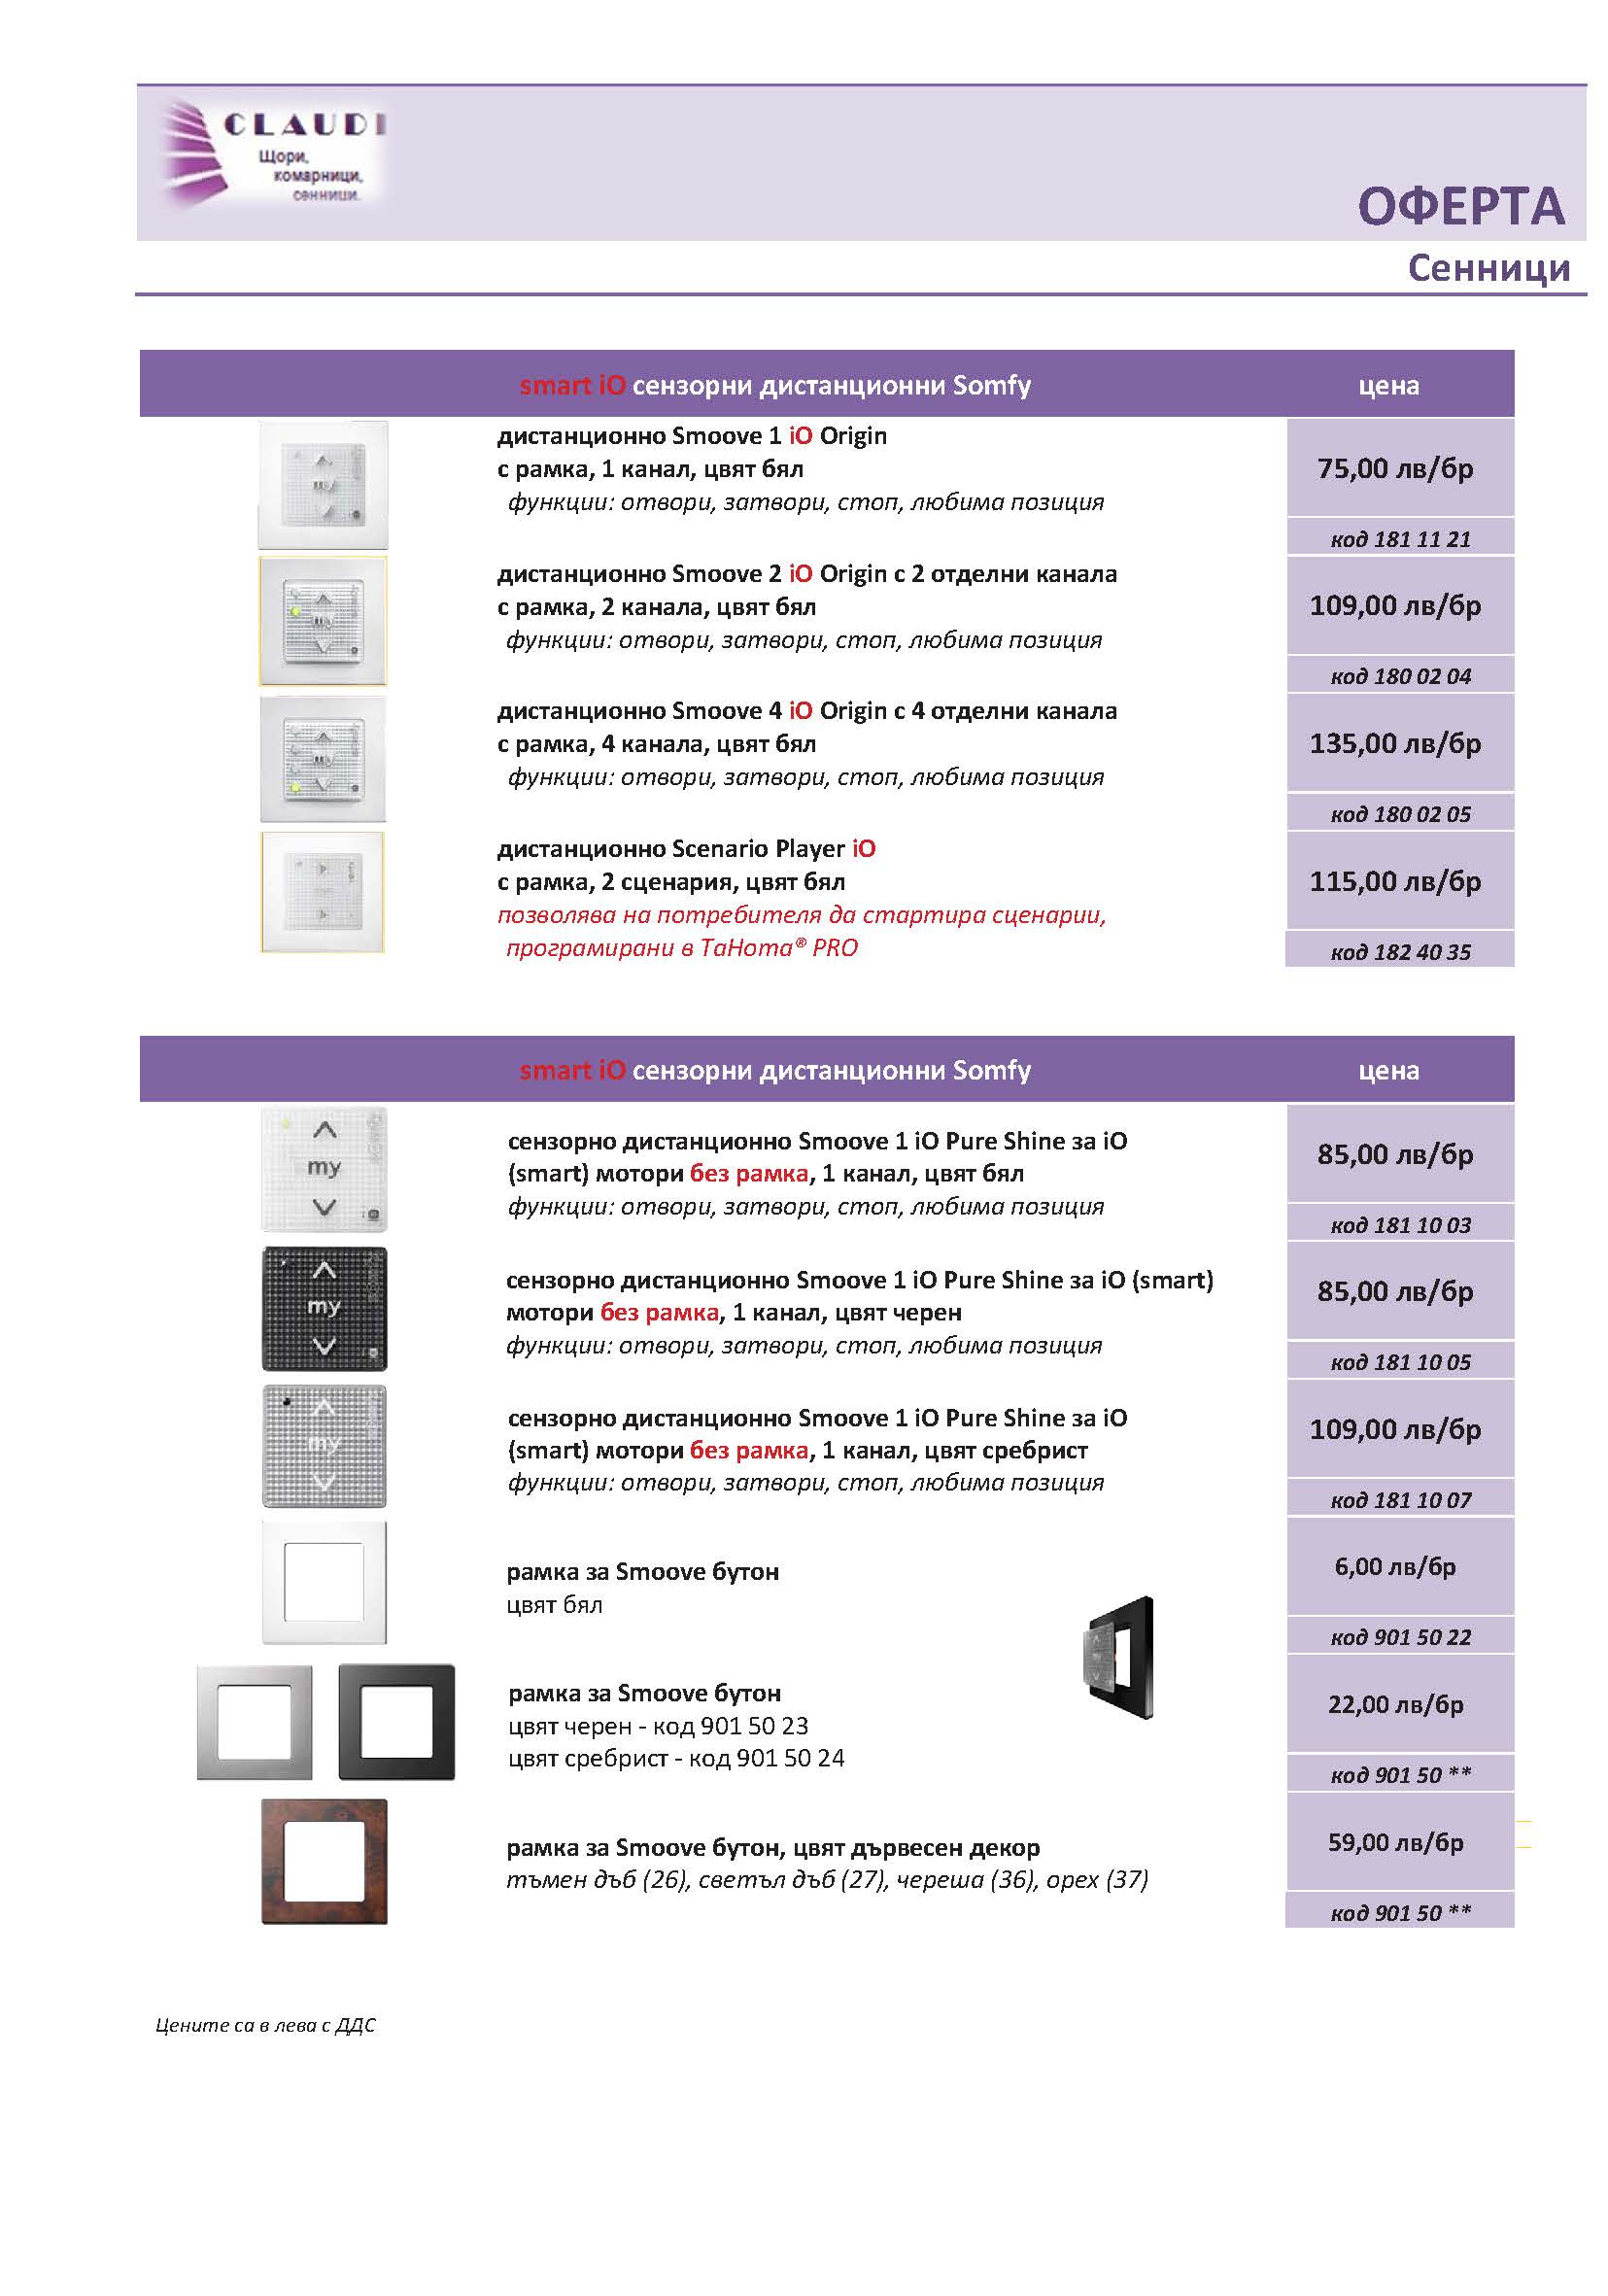 CLAUDI
Щори,
комарници,
сенници.
ОФЕРТА
Сенници
smart iO сензорни дистанционни Somfy цена
дистанционно Smoove 1 iO Origin
с рамка, 1 канал, цвят бял
функции: отвори, затвори, стоп, любима позиция
75,00 лв/бр
код 181 11 21
дистанционно Smoove 2 iO Origin с 2 отделни канала
с рамка, 2 канала, цвят бял
функции: отвори, затвори, стоп, любима позиция
109,00 лв/бр
код 180 02 04
дистанционно Smoove 4 iO Origin с 4 отделни канала
с рамка, 4 канала, цвят бял
функции: отвори, затвори, стоп, любима позиция
135,00 лв/бр
код 180 02 05
дистанционно Scenario Player iO
с рамка, 2 сценария, цвят бял
позволява на потребителя да стартира сценарии,
програмирани в TaHoma® PRO
115,00 лв/бр
код 182 40 35
smart iO сензорни дистанционни Somfy цена
my
сензорно дистанционно Smoove 1 iO Pure Shine за iO
(smart) мотори без рамка, 1 канал, цвят бял
функции: отвори, затвори, стоп, любима позиция
85,00 лв/бр
код 181 10 03
my
сензорно дистанционно Smoove 1 iO Pure Shine за iO (smart)
мотори без рамка, 1 канал, цвят черен
функции: отвори, затвори, стоп, любима позиция
85,00 лв/бр
код 181 10 05
my
сензорно дистанционно Smoove 1 iO Pure Shine за iO
(smart) мотори без рамка, 1 канал, цвят сребрист
функции: отвори, затвори, стоп, любима позиция
109,00 лв/бр
код 181 10 07
рамка за Smoove бутон
цвят бял
6,00 лв/бр
код 901 50 22
рамка за Smoove бутон
цвят черен - код 901 50 23
цвят сребрист - код 901 50 24
22,00 лв/бр
код 901 50 **
рамка за Smoove бутон, цвят дървесен декор
тъмен дъб (26), светъл дъб (27), череша (36), орех (37)
59,00 лв/бр
код 901 50 **
Цените са в лева с ДДС